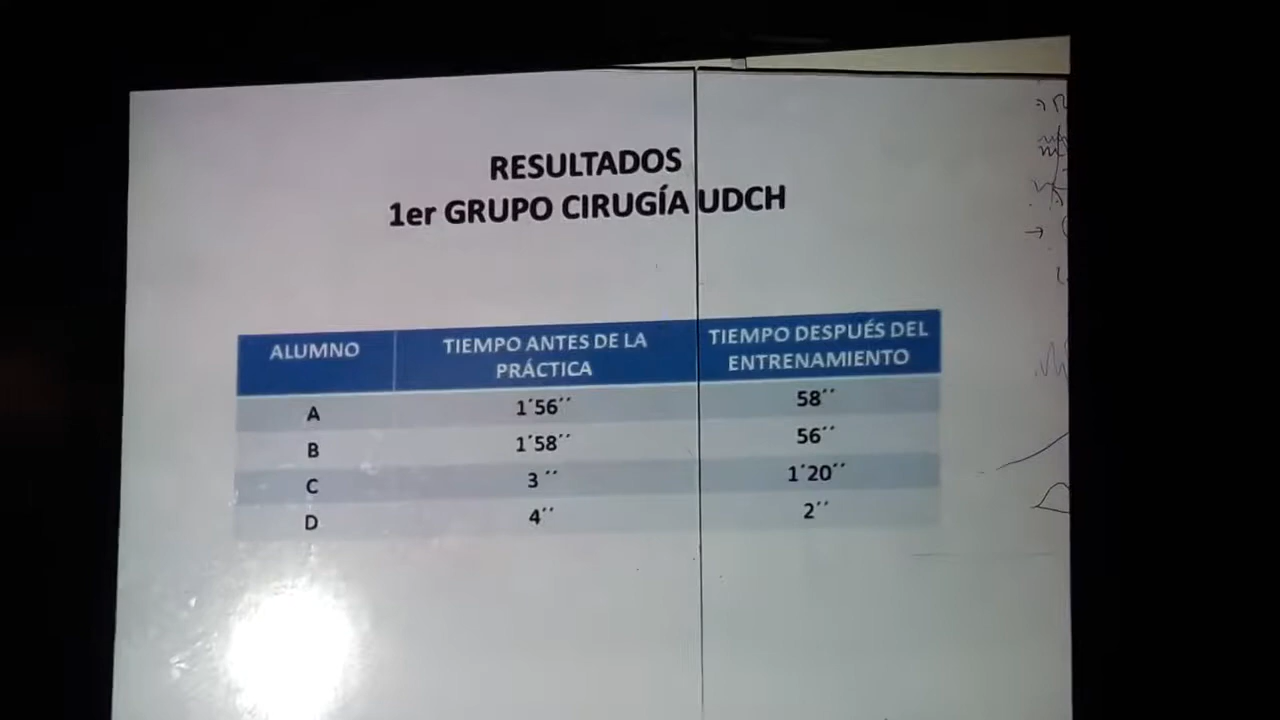 RESULTADOS
1er GRUPO CIRUGÍA UDCH
ALUMNO
TIEMPO ANTES DE LA
PRÁCTICA
TIEMPO DESPUÉS DEL
ENTRENAMIENTO
A 1´56´´ 58´´
B 1´58´´ 56´´
C 3 ´´ 1´20´´
D 4´´ 2´´